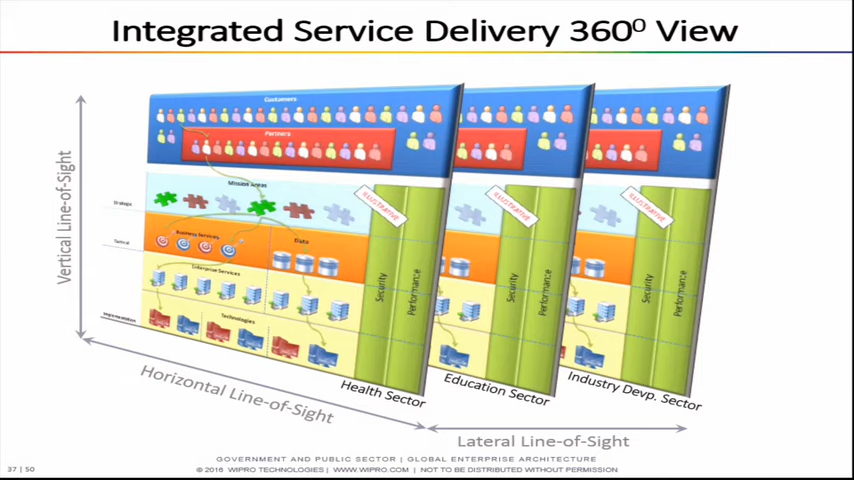 Integrated Service Delivery 360⁰ View
Vertical Line-of-Sight
Customers
Partners
Mission Areas
Strategic
Business Services
Data
Tactical
Enterprise Services
Technologies
Implementation
ILLUSTRATIVE
Security
Performance
ILLUSTRATIVE
Security
Performance
ILLUSTRATIVE
Security
Performance
Health Sector
Education Sector
Industry Devp. Sector
Horizontal Line-of-Sight
Lateral Line-of-Sight
GOVERNMENT AND PUBLIC SECTOR | GLOBAL ENTERPRISE ARCHITECTURE
37 | 50
© 2016 WIPRO TECHNOLOGIES | WWW.WIPRO.COM | NOT TO BE DISTRIBUTED WITHOUT PERMISSION